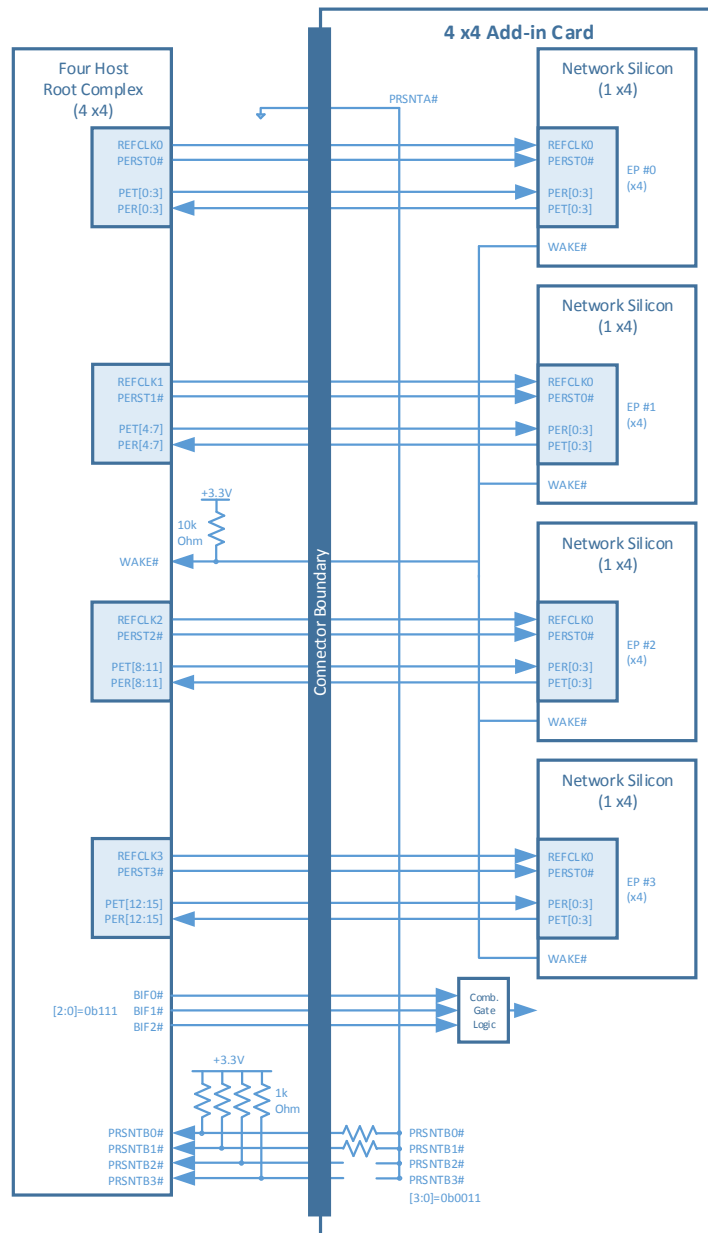 4 x4 Add-in Card
Four Host
Root Complex
(4 x4)
PRSNTA#
Network Silicon
(1 x4)
REFCLK0
PERST0#
PET[0:3]
PER[0:3]
REFCLK0
PERST0#
PER[0:3]
PET[0:3]
EP #0
(x4)
WAKE#
Network Silicon
(1 x4)
REFCLK1
PERST1#
PET[4:7]
PER[4:7]
REFCLK0
PERST0#
PER[0:3]
PET[0:3]
EP #1
(x4)
WAKE#
+3.3V
10k
Ohm
WAKE#
Connector Boundary
Network Silicon
(1 x4)
REFCLK2
PERST2#
PET[8:11]
PER[8:11]
REFCLK0
PERST0#
PER[0:3]
PET[0:3]
EP #2
(x4)
WAKE#
Network Silicon
(1 x4)
REFCLK3
PERST3#
PET[12:15]
PER[12:15]
REFCLK0
PERST0#
PER[0:3]
PET[0:3]
EP #3
(x4)
WAKE#
[2:0]=0b111
BIF0#
BIF1#
BIF2#
Comb.
Gate
Logic
+3.3V
1k
Ohm
PRSNTB0#
PRSNTB1#
PRSNTB2#
PRSNTB3#
PRSNTB0#
PRSNTB1#
PRSNTB2#
PRSNTB3#
[3:0]=0b0011